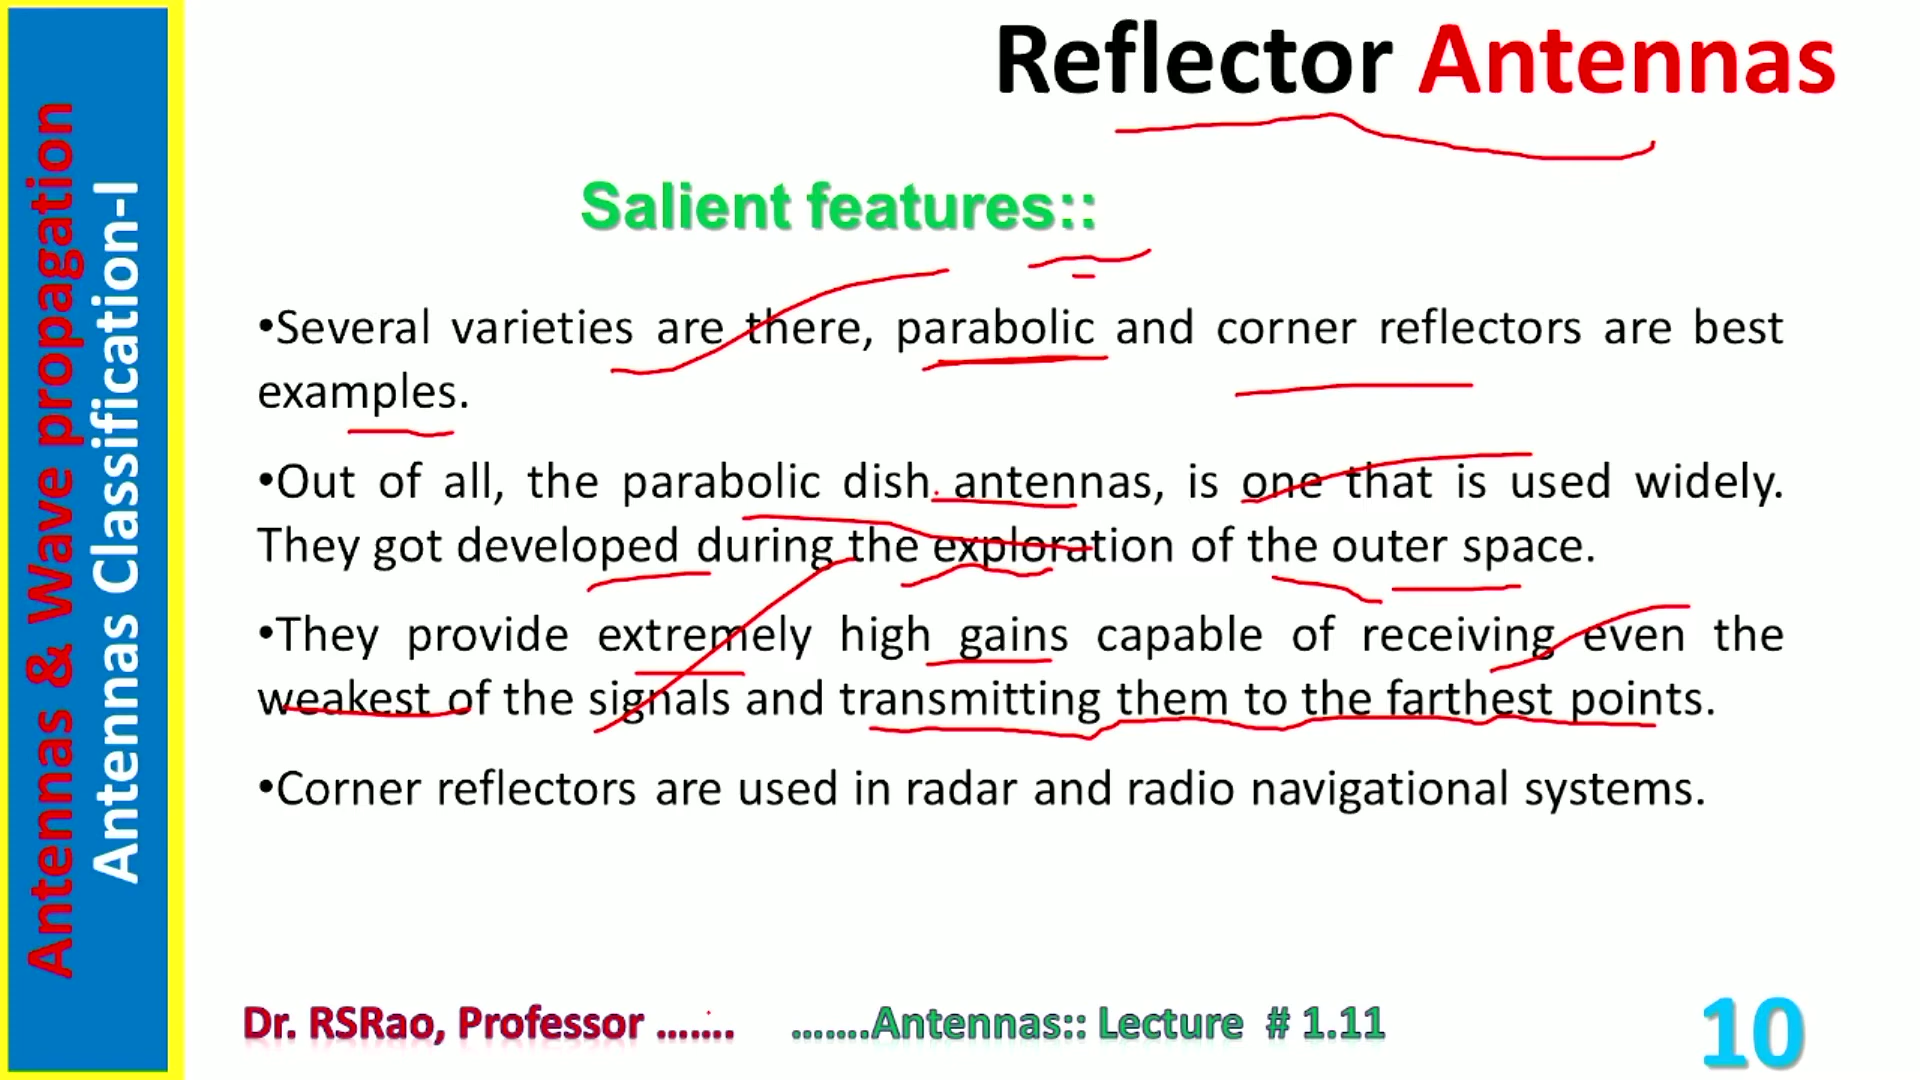 Antennas & Wave propagation
Antennas Classification-I
Reflector Antennas
Salient features::
•Several varieties are there, parabolic and corner reflectors are best
examples.
•Out of all, the parabolic dish antennas, is one that is used widely.
They got developed during the exploration of the outer space.
•They provide extremely high gains capable of receiving even the
weakest of the signals and transmitting them to the farthest points.
•Corner reflectors are used in radar and radio navigational systems.
Dr. RSRao, Professor ....... .......Antennas:: Lecture # 1.11
10